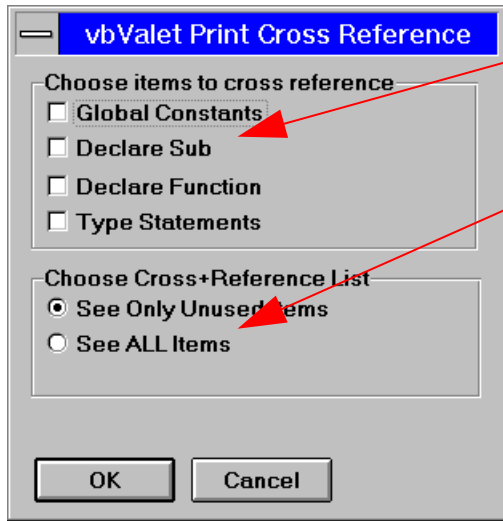 vbValet Print Cross Reference
Choose items to cross reference
Global Constants
Declare Sub
Declare Function
Type Statements
Choose Cross+Reference List
See Only Unused Items
See ALL Items
OK Cancel